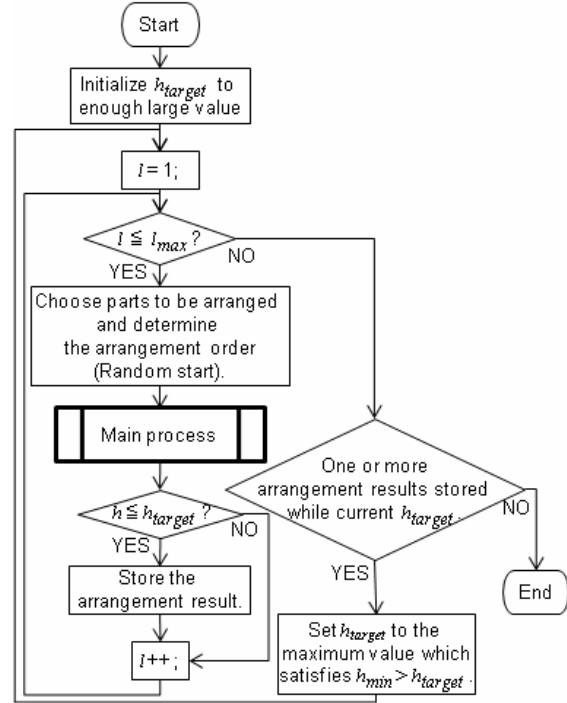 Start
Initialize h_target to
enough large value
l = 1;
l ≦ l_max ?
YES
NO
Choose parts to be arranged
and determine
the arrangement order
(Random start).
Main process
h ≦ h_target ?
YES
NO
Store the
arrangement result.
l++ ;
One or more
arrangement results stored
while current h_target.
YES
NO
Set h_target to the
maximum value which
satisfies h_min > h_target .
End